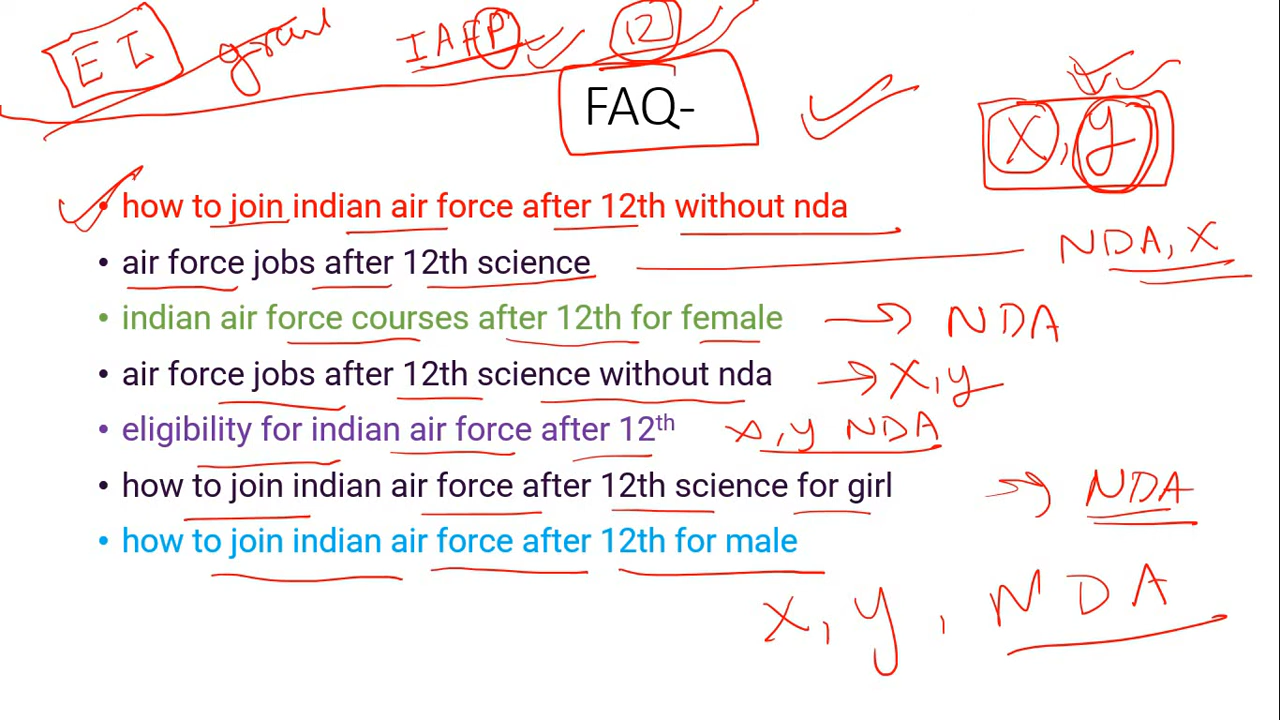 EI
IAFP 12
FAQ-
X, y
• how to join indian air force after 12th without nda
• air force jobs after 12th science NDA, X
• indian air force courses after 12th for female → NDA
• air force jobs after 12th science without nda → X, y
• eligibility for indian air force after 12th X, y NDA
• how to join indian air force after 12th science for girl → NDA
• how to join indian air force after 12th for male
X, y, NDA